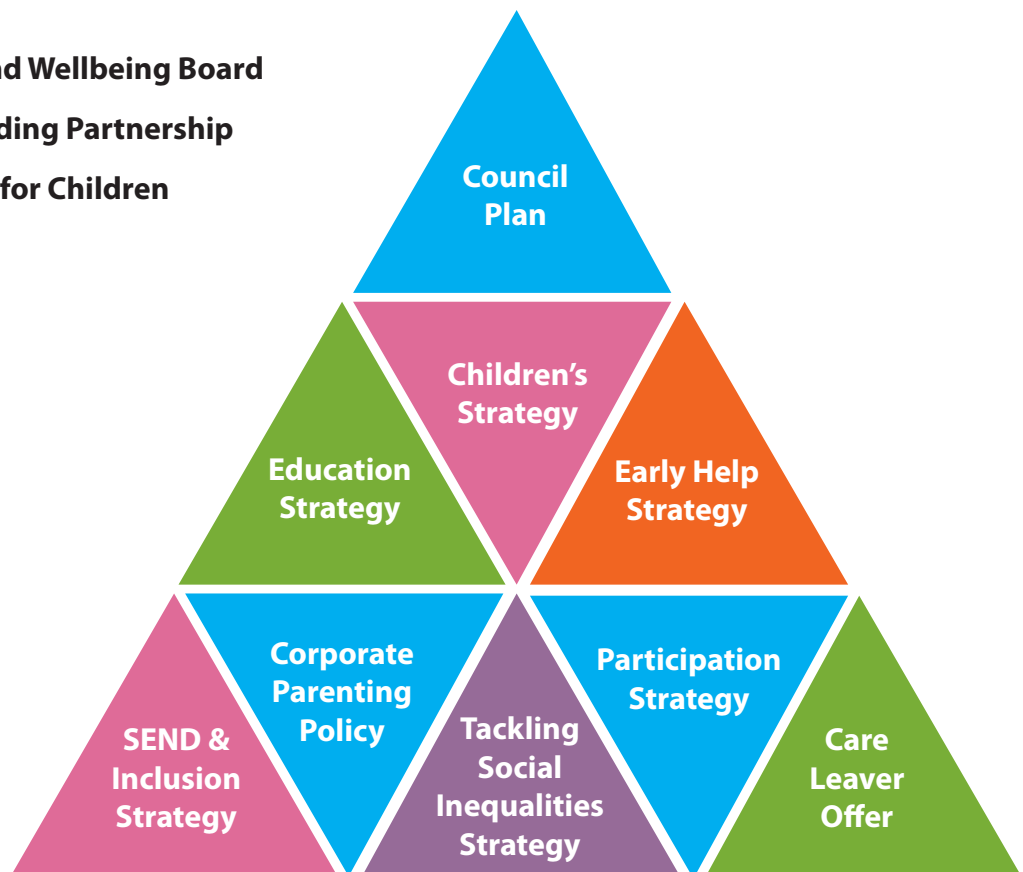 nd Wellbeing Board
ding Partnership
for Children
Council
Plan
Children’s
Strategy
Education
Strategy
Early Help
Strategy
Corporate
Parenting
Policy
Participation
Strategy
SEND &
Inclusion
Strategy
Tackling
Social
Inequalities
Strategy
Care
Leaver
Offer